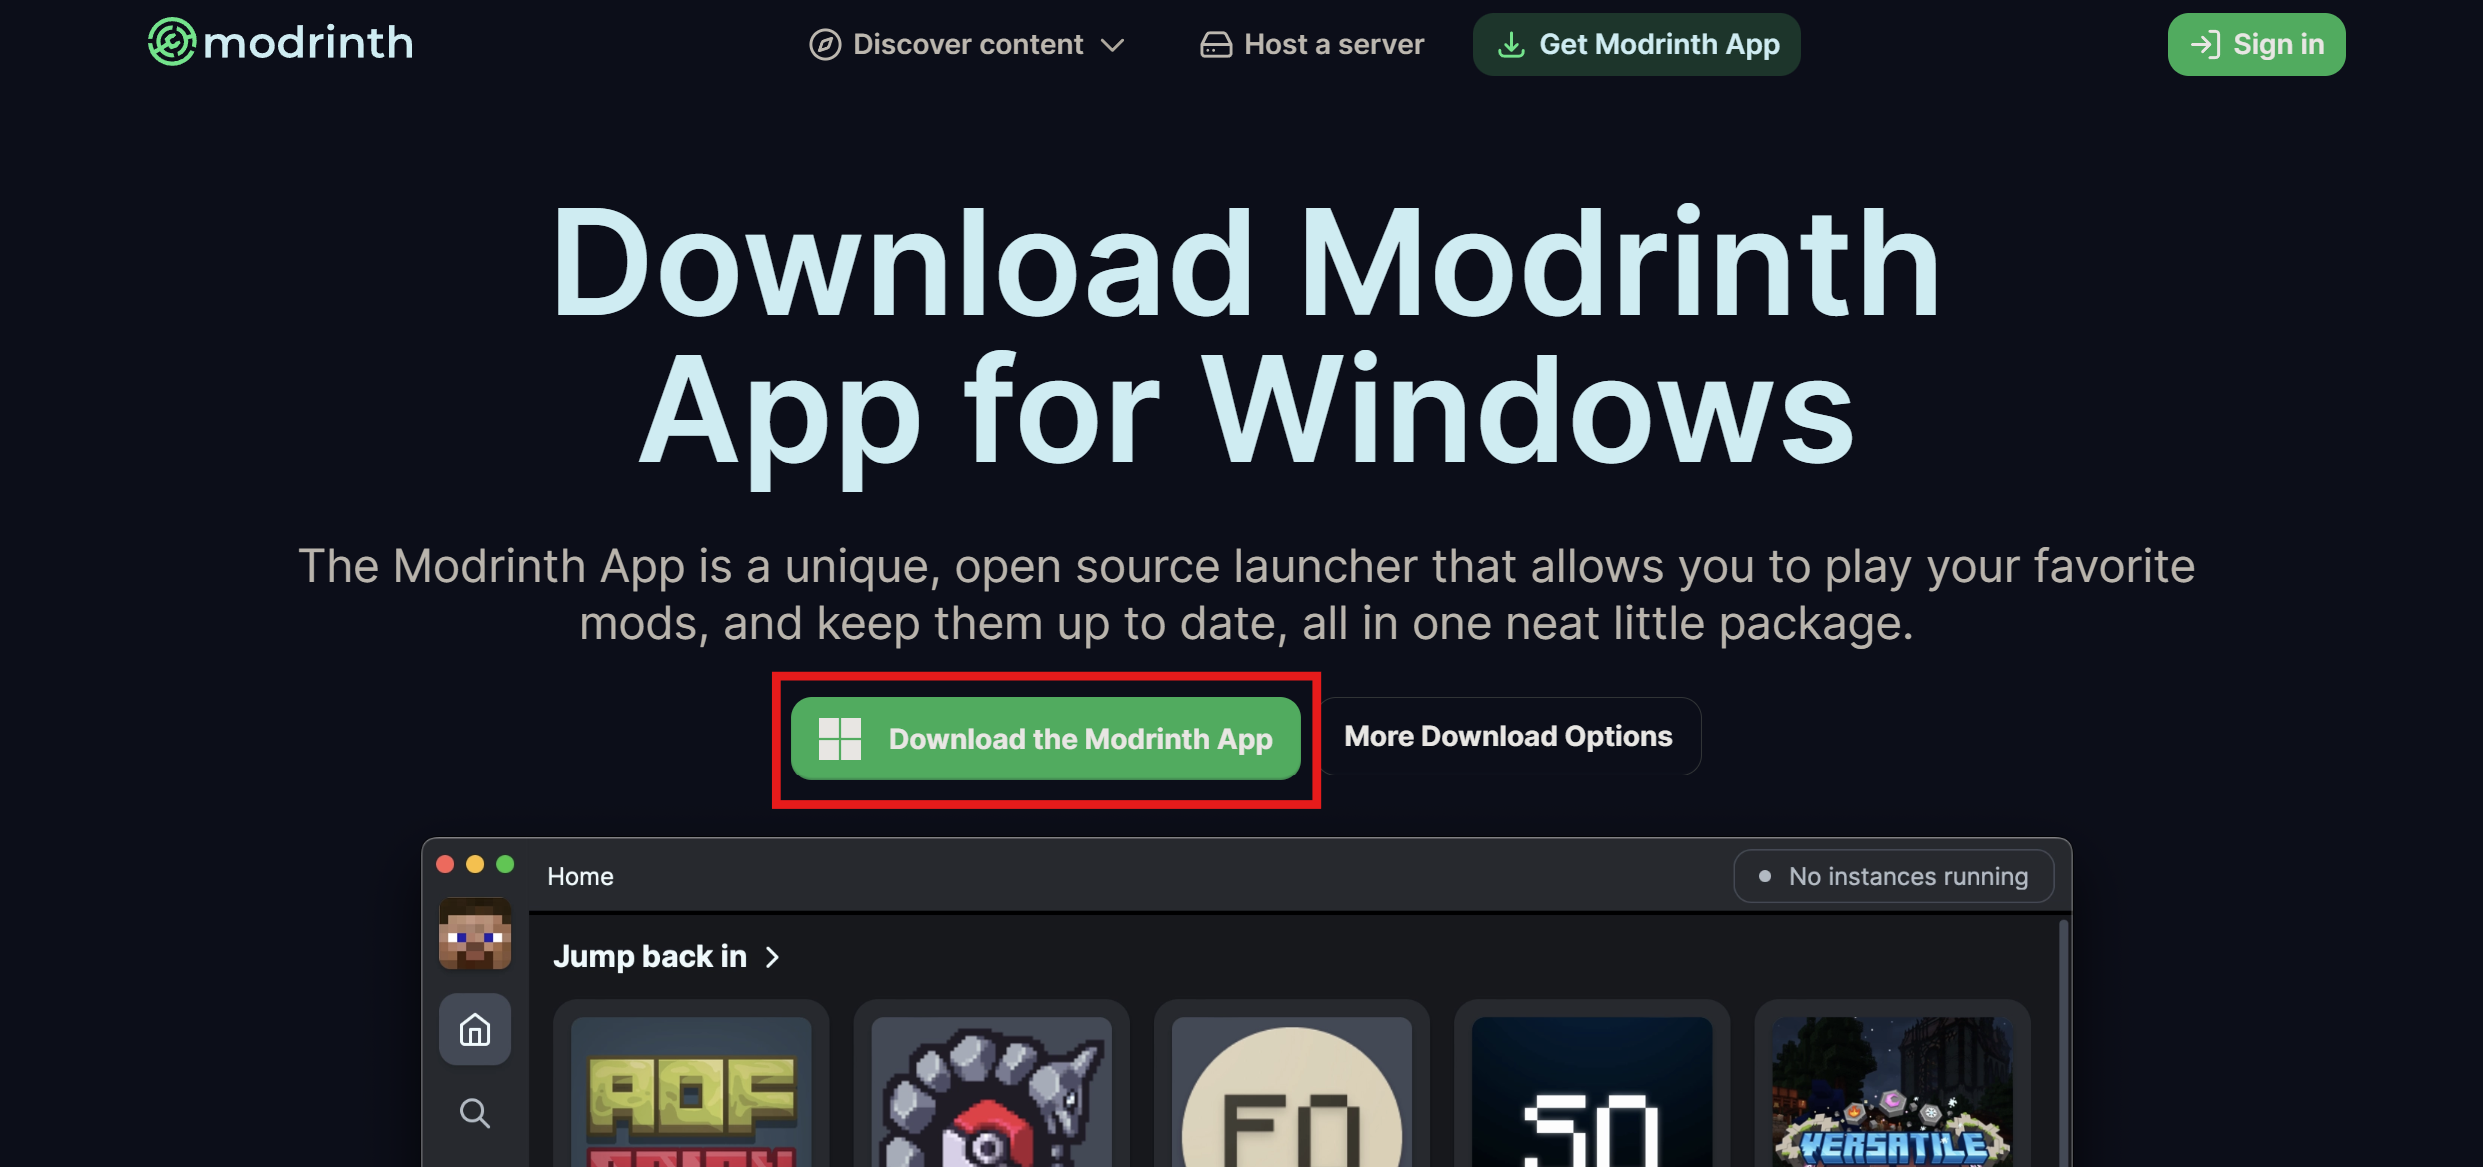 modrinth
Discover content
Host a server
Get Modrinth App
Sign in
Download Modrinth
App for Windows
The Modrinth App is a unique, open source launcher that allows you to play your favorite
mods, and keep them up to date, all in one neat little package.
Download the Modrinth App
More Download Options
Home
No instances running
Jump back in
AOF
FO
SO
VERSATILE